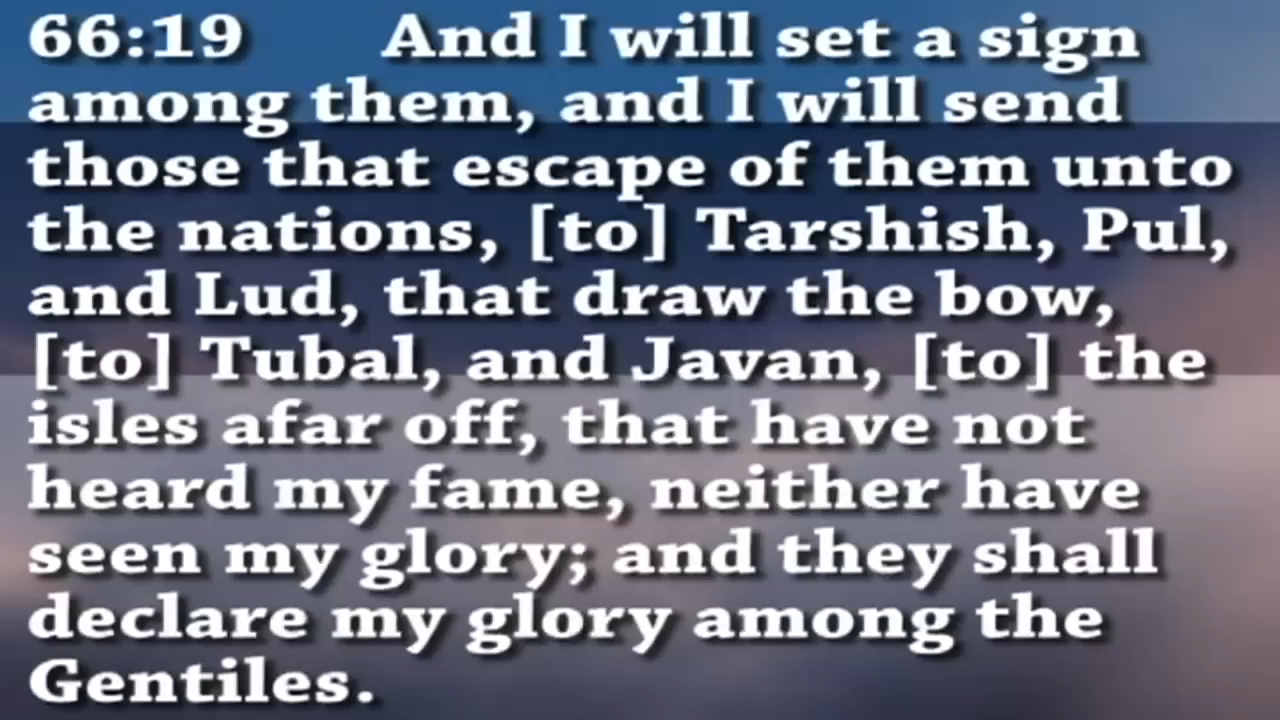 66:19 And I will set a sign
among them, and I will send
those that escape of them unto
the nations, [to] Tarshish, Pul,
and Lud, that draw the bow,
[to] Tubal, and Javan, [to] the
isles afar off, that have not
heard my fame, neither have
seen my glory; and they shall
declare my glory among the
Gentiles.